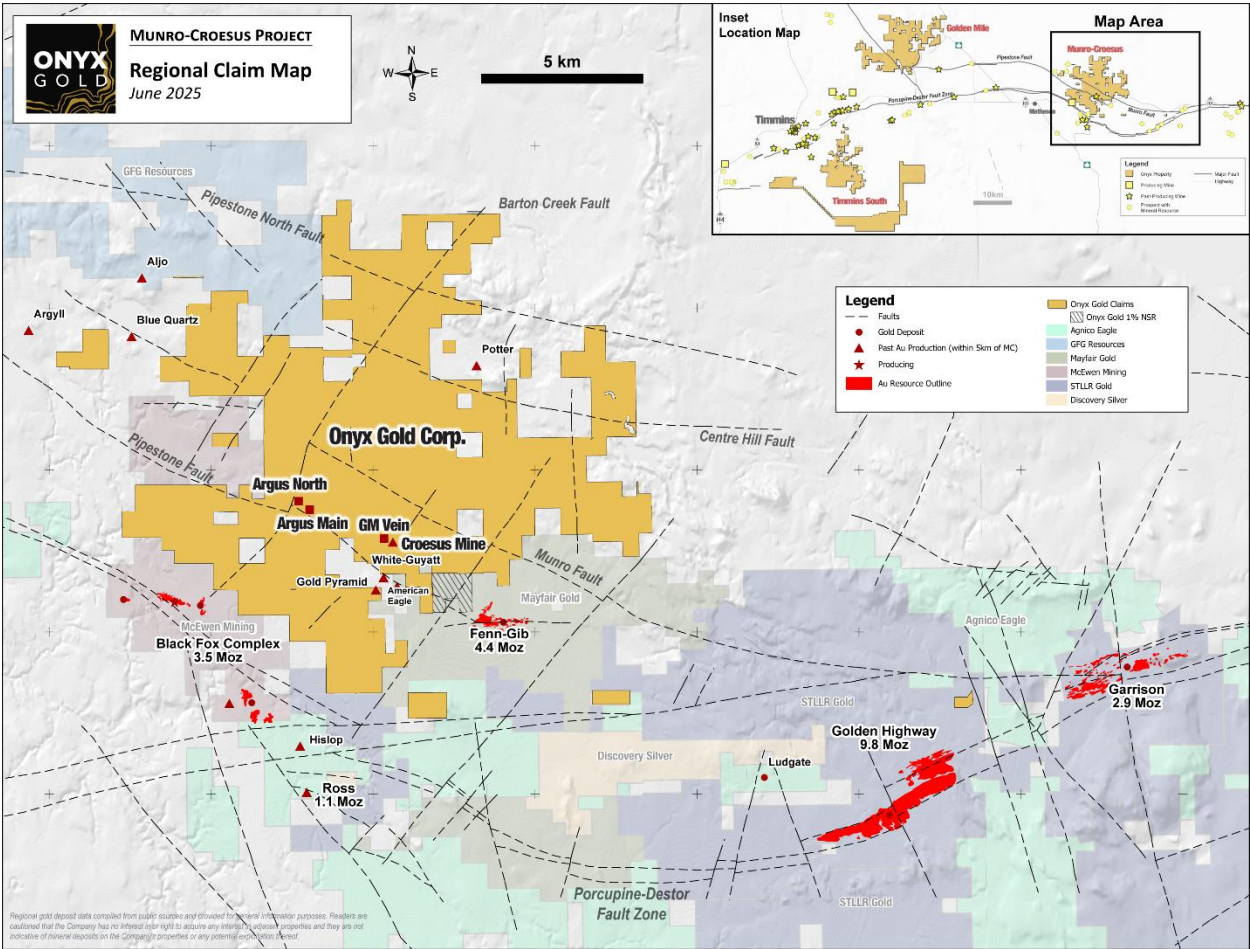 ONYX
GOLD
MUNRO-CROESUS PROJECT
Regional Claim Map
June 2025
N
W E
S
5 km
Inset
Location Map
Map Area
Golden Mile
Munro-Croesus
Pipestone Fault
Porcupine-Destor Fault Zone
Matheson
Munro Fault
Timmins
Timmins South
10km
Legend
Onyx Property
Producing Mine
Past-Producing Mine
Prospect with
Mineral Resource
Major Fault
Highway
GFG Resources
Pipestone North Fault
Barton Creek Fault
Aljo
Argyll
Blue Quartz
Potter
Legend
Faults
Gold Deposit
Past Au Production (within 5km of MC)
Producing
Au Resource Outline
Onyx Gold Claims
Onyx Gold 1% NSR
Agnico Eagle
GFG Resources
Mayfair Gold
McEwen Mining
STLLR Gold
Discovery Silver
Onyx Gold Corp.
Centre Hill Fault
Pipestone Fault
Argus North
Argus Main
GM Vein
Croesus Mine
White-Guyatt
Gold Pyramid
American
Eagle
Munro Fault
Mayfair Gold
Fenn-Gib
4.4 Moz
McEwen Mining
Black Fox Complex
3.5 Moz
Agnico Eagle
Garrison
2.9 Moz
STLLR Gold
Golden Highway
9.8 Moz
Hislop
Discovery Silver
Ludgate
Ross
1.1 Moz
Porcupine-Destor
Fault Zone
STLLR Gold
Regional gold deposit data compiled from public sources and provided for general information purposes. Readers are
cautioned that the Company has no interest in or right to acquire any interest in adjacent properties and they are not
indicative of mineral deposits on the Company's properties or any potential exploration thereof.